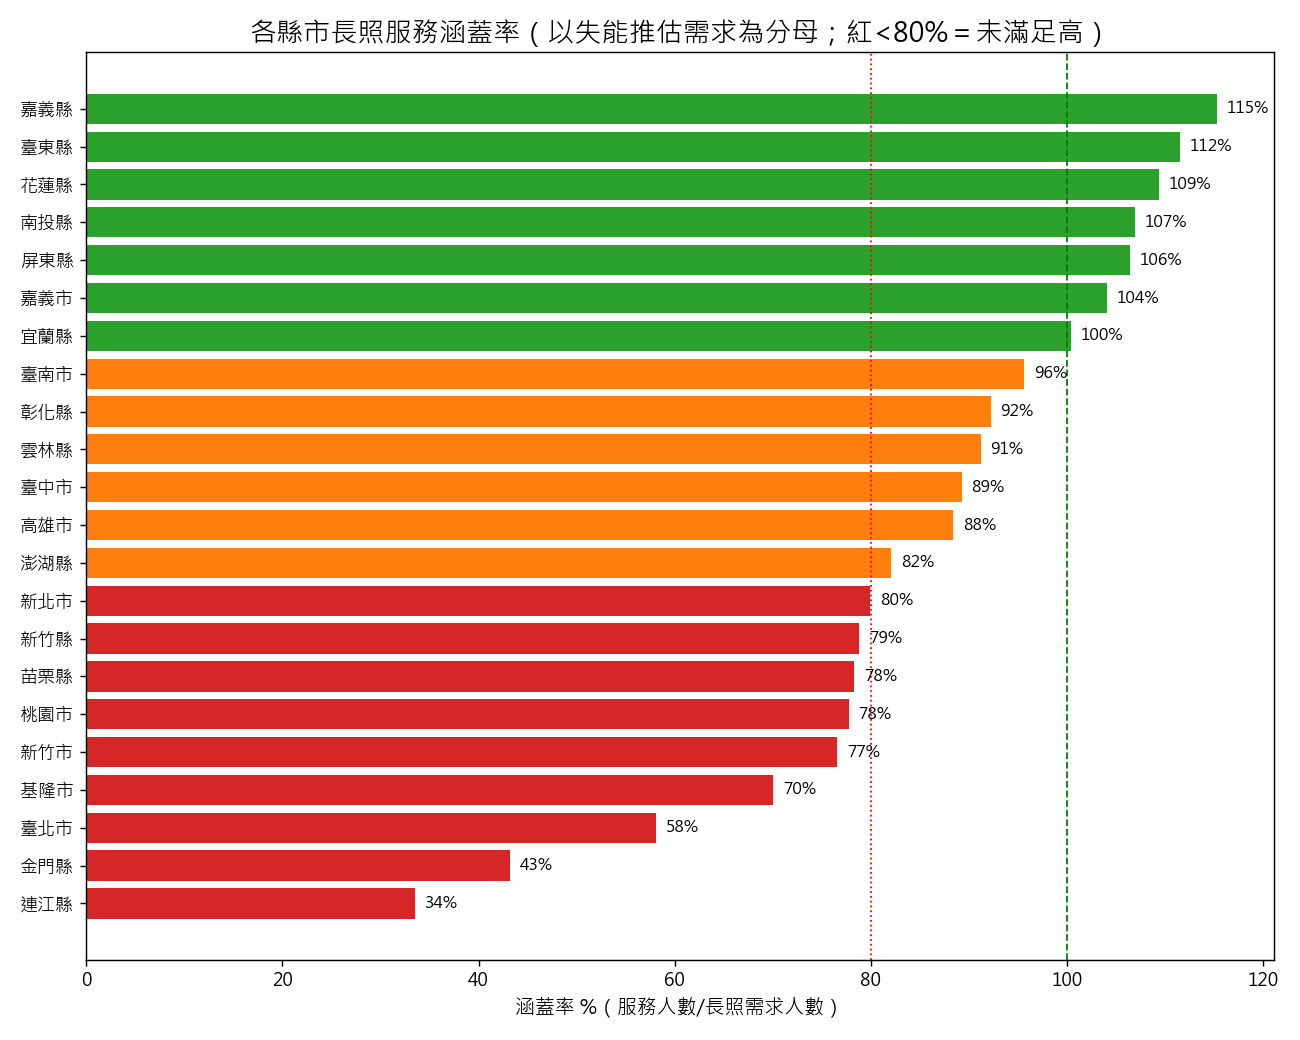 各縣市長照服務涵蓋率（以失能推估需求為分母；紅<80%＝未滿足高）
嘉義縣 115%
臺東縣 112%
花蓮縣 109%
南投縣 107%
屏東縣 106%
嘉義市 104%
宜蘭縣 100%
臺南市 96%
彰化縣 92%
雲林縣 91%
臺中市 89%
高雄市 88%
澎湖縣 82%
新北市 80%
新竹縣 79%
苗栗縣 78%
桃園市 78%
新竹市 77%
基隆市 70%
臺北市 58%
金門縣 43%
連江縣 34%
0 20 40 60 80 100 120
涵蓋率 %（服務人數/長照需求人數）